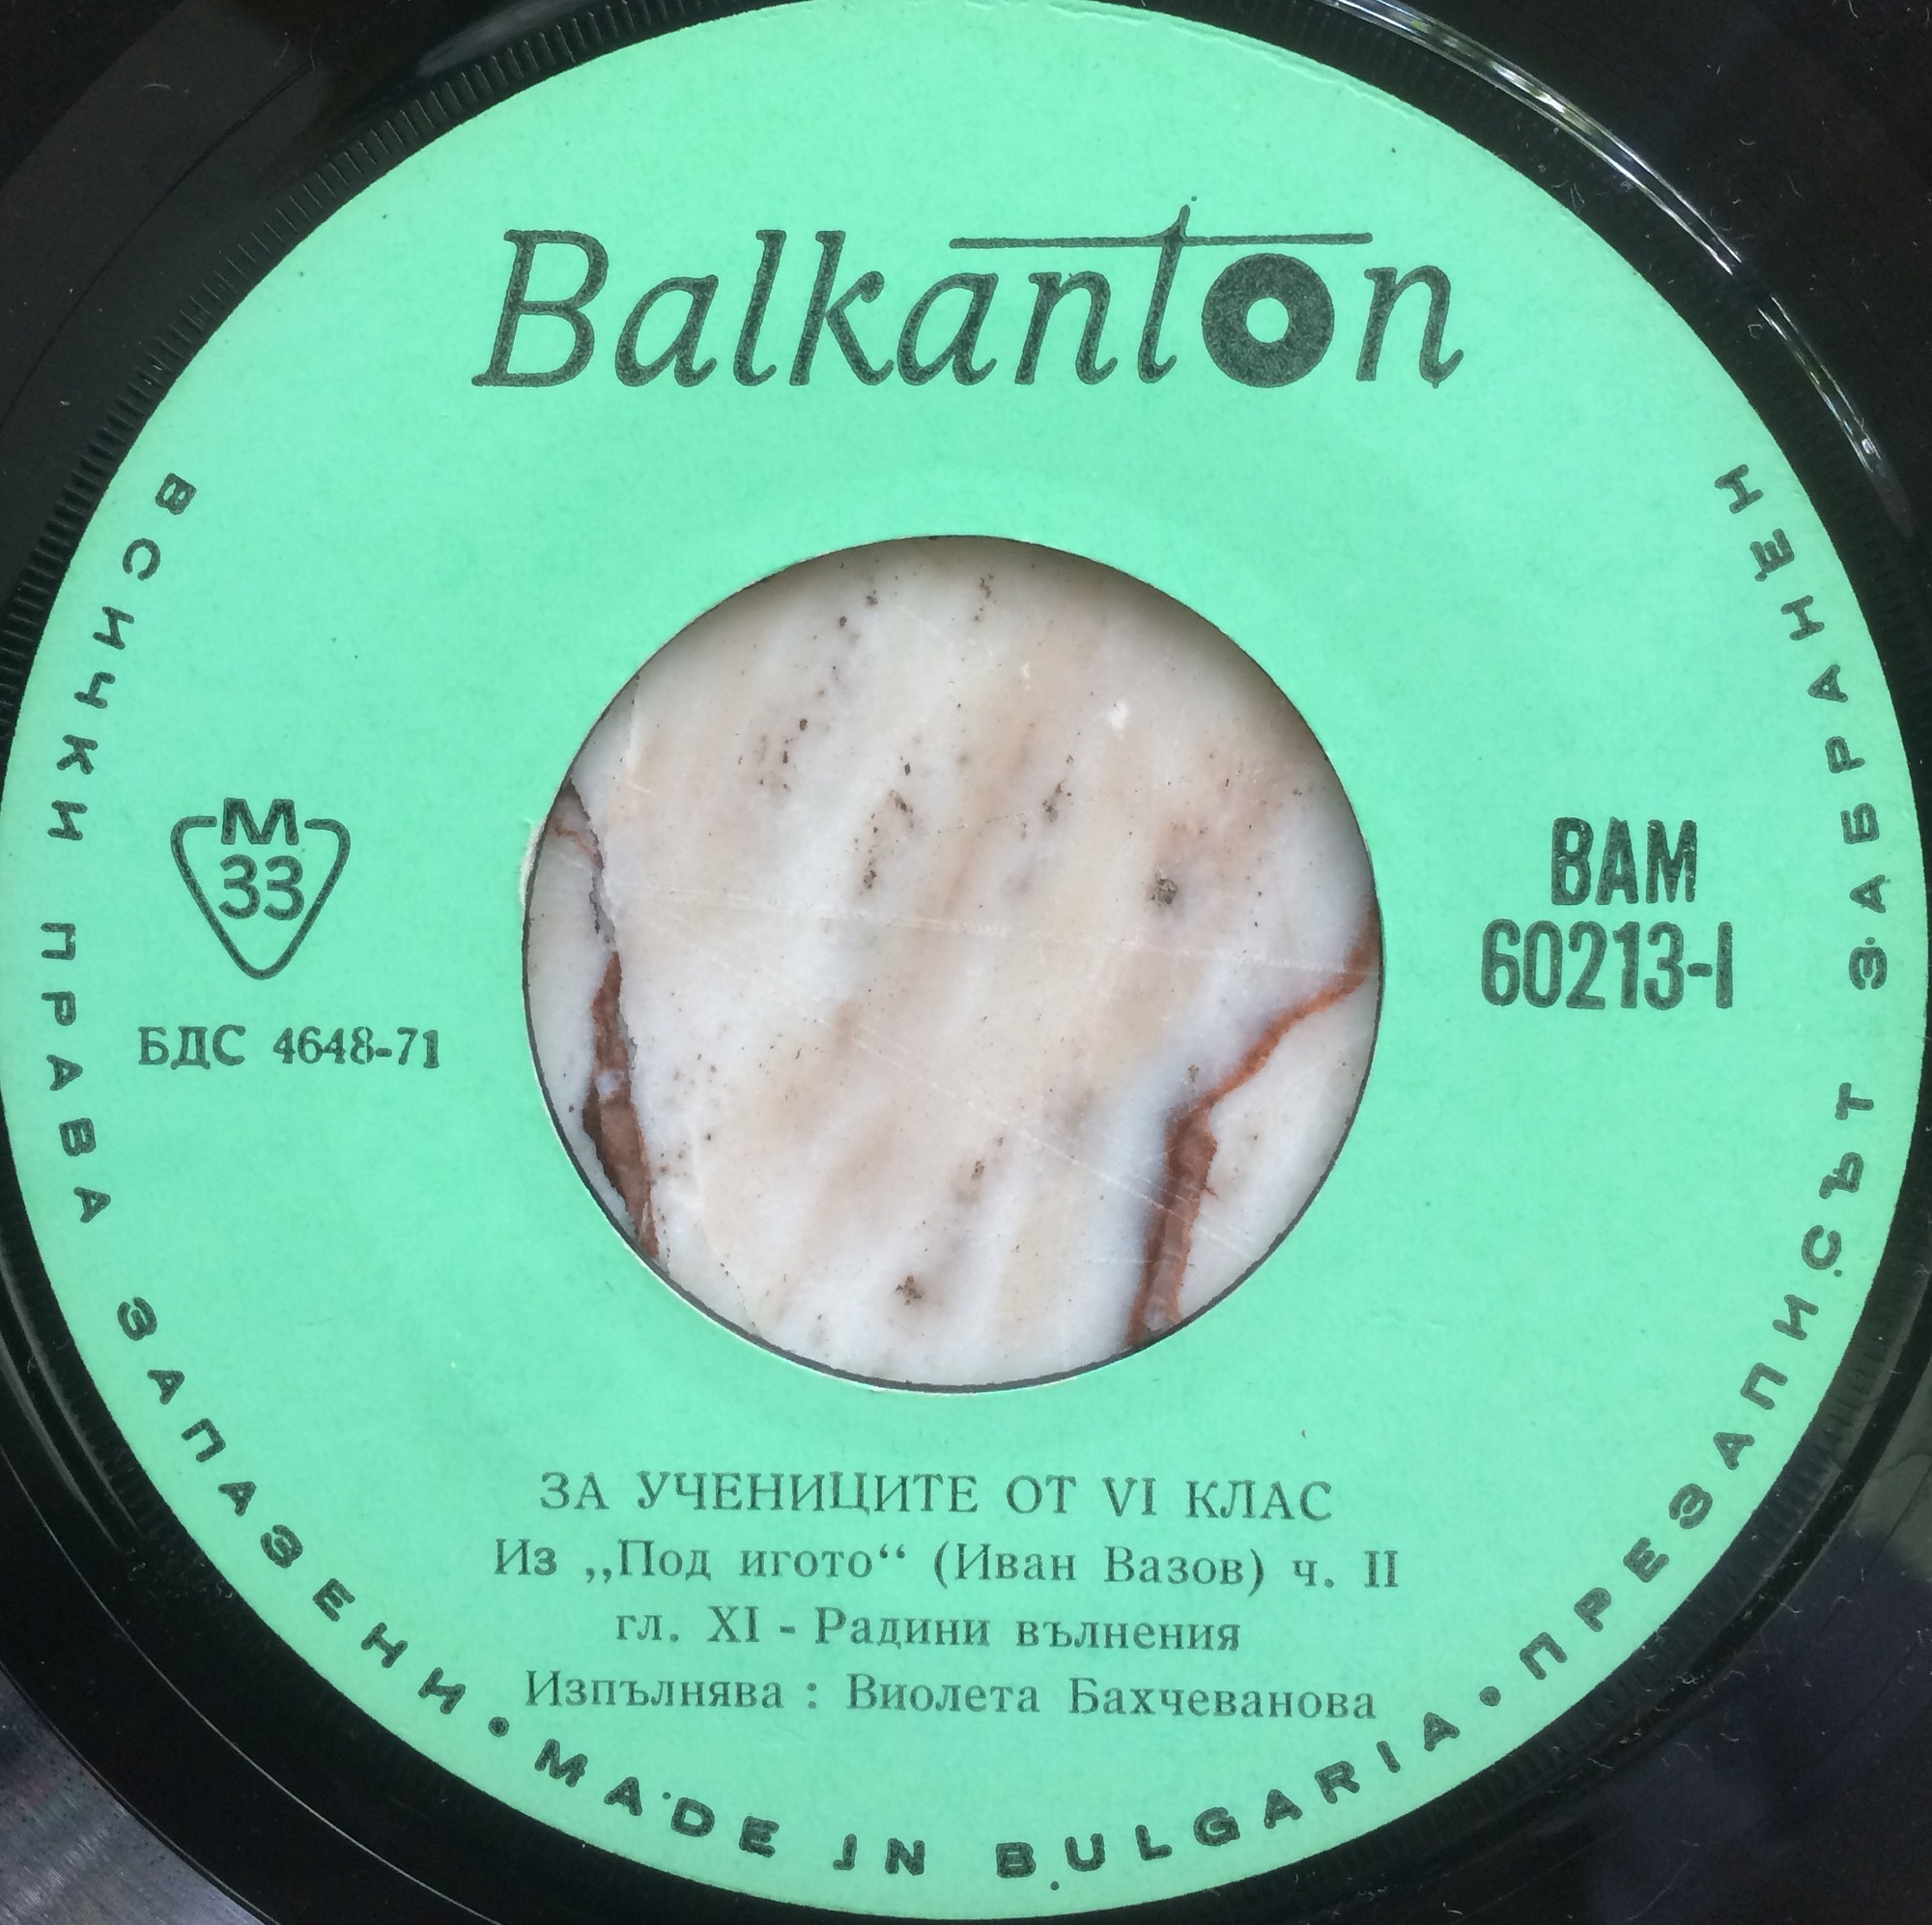 Balkanton
M
33
БДС 4648-71
ВАМ
60213-I
ЗА УЧЕНИЦИТЕ ОТ VI КЛАС
Из „Под игото“ (Иван Вазов) ч. II
гл. XI - Радини вълнения
Изпълнява : Виолета Бахчеванова
ВСИЧКИ ПРАВА ЗАПАЗЕНИ • MADE IN BULGARIA • ПРЕЗАПИСЪТ ЗАБРАНЕН